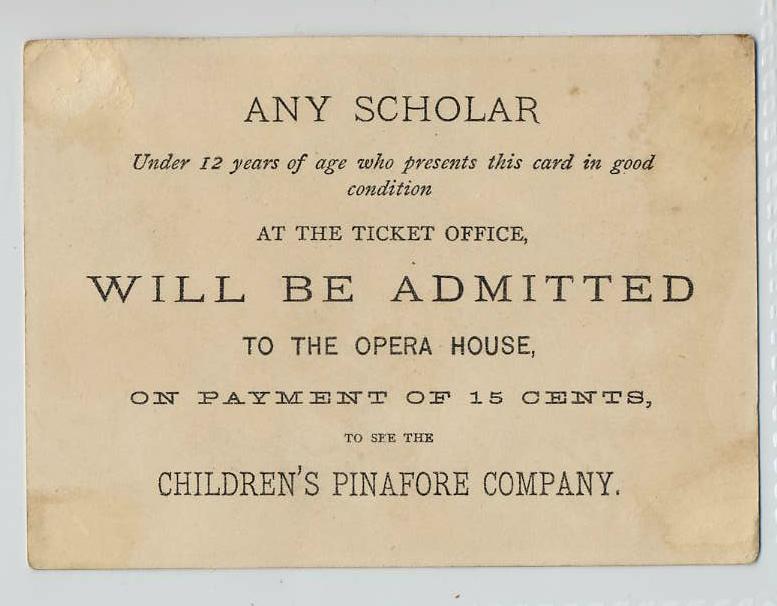 ANY SCHOLAR
Under 12 years of age who presents this card in good
condition
AT THE TICKET OFFICE,
WILL BE ADMITTED
TO THE OPERA HOUSE,
ON PAYMENT OF 15 CENTS,
TO SEE THE
CHILDREN'S PINAFORE COMPANY.